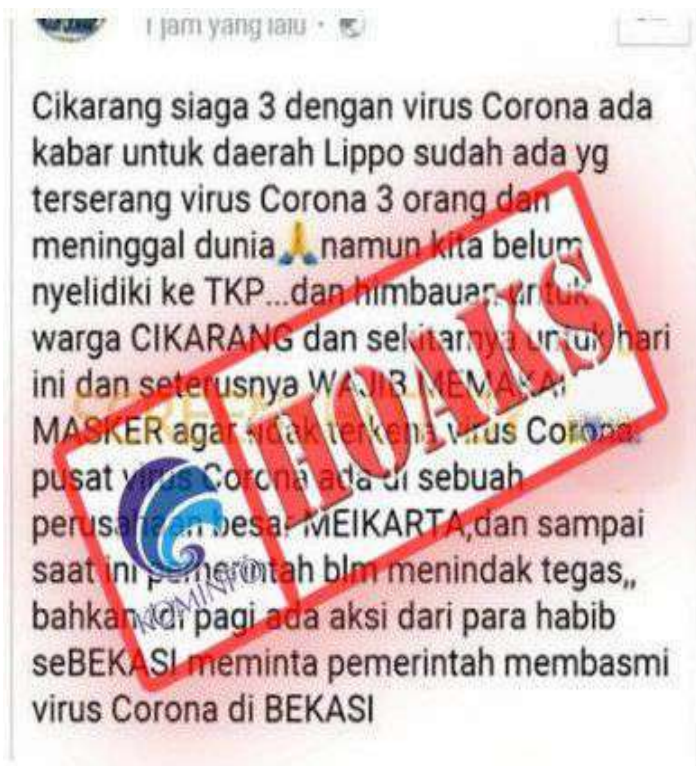 1 jam yang lalu ·
Cikarang siaga 3 dengan virus Corona ada
kabar untuk daerah Lippo sudah ada yg
terserang virus Corona 3 orang dan
meninggal dunia🙏namun kita belum
nyelidiki ke TKP...dan himbauan untuk
warga CIKARANG dan sekitarnya untuk hari
ini dan seterusnya WAJIB MEMAKAI
MASKER agar tidak terkena virus Corona.
pusat virus Corona ada di sebuah
perusahaan besar MEIKARTA,dan sampai
saat ini pemerintah blm menindak tegas,,
bahkan di pagi ada aksi dari para habib
seBEKASI meminta pemerintah membasmi
virus Corona di BEKASI
HOAKS
KOMINFO